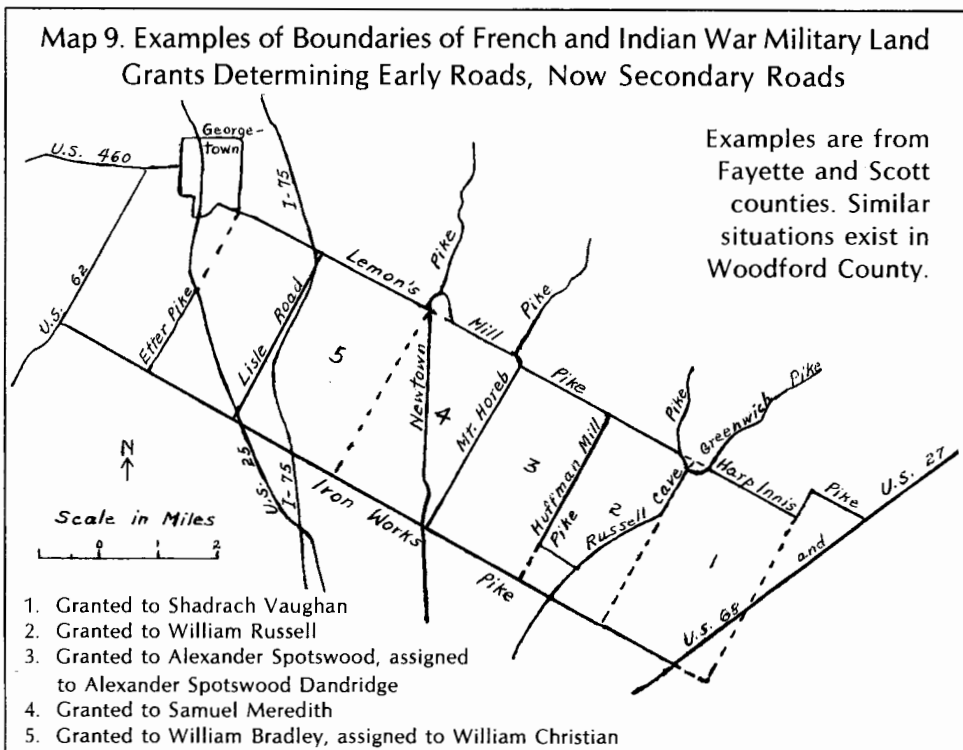 Map 9. Examples of Boundaries of French and Indian War Military Land
Grants Determining Early Roads, Now Secondary Roads
George-
town
U.S. 460
I-75
Examples are from
Fayette and Scott
counties. Similar
situations exist in
Woodford County.
U.S. 62
Etter Pike
Lisle Road
Lemon's Mill Pike
Pike
Newtown
Pike
Mt. Horeb
5
4
3
2
1
Huffman Mill
Pike
Russell Cave
Pike
Greenwich Pike
Harp Innis Pike
U.S. 27
and
U.S. 68
U.S. 25
I-75
Iron Works Pike
N
Scale in Miles
0 1 2
1. Granted to Shadrach Vaughan
2. Granted to William Russell
3. Granted to Alexander Spotswood, assigned
to Alexander Spotswood Dandridge
4. Granted to Samuel Meredith
5. Granted to William Bradley, assigned to William Christian